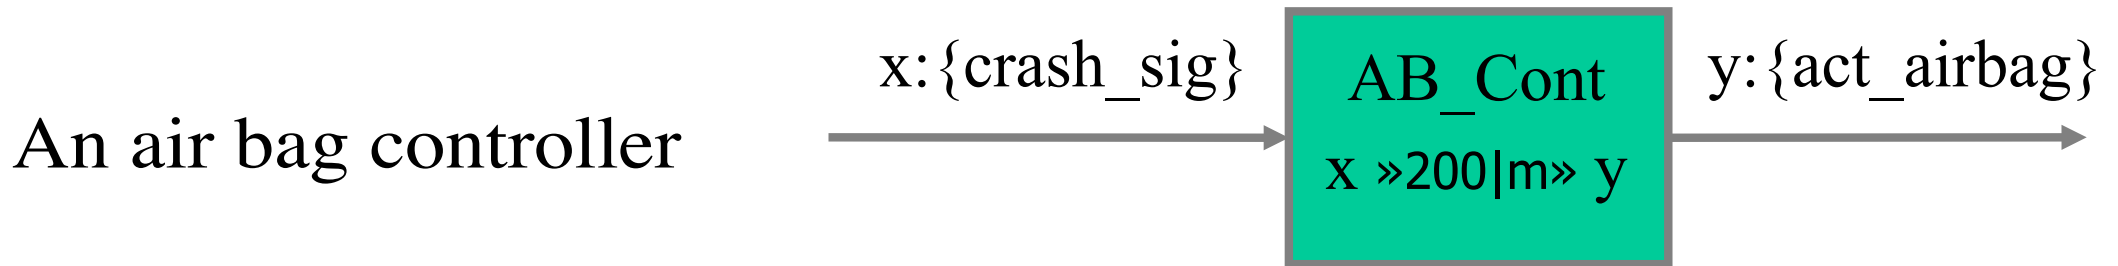 An air bag controller
x:{crash_sig}
AB_Cont
x »200|m» y
y:{act_airbag}